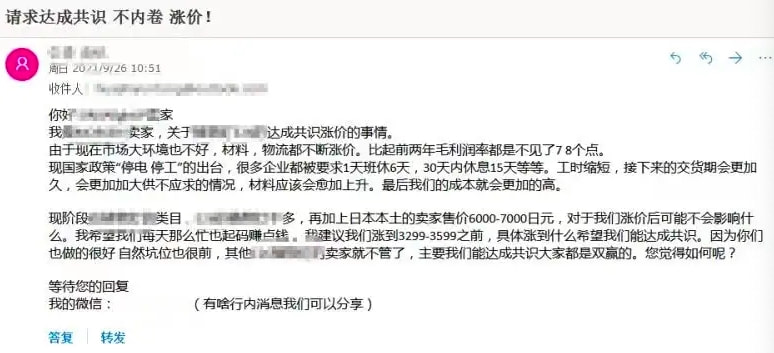 请求达成共识 不内卷 涨价！
周日 2021/9/26 10:51
收件人：
你好 家
我 卖家，关于 达成共识涨价的事情。
由于现在市场大环境也不好，材料，物流都不断涨价。比起前两年毛利润率都是不见了7 8个点。
现国家政策“停电 停工”的出台，很多企业都被要求1天班休6天，30天内休息15天等等。工时缩短，接下来的交货期会更加
久，会更加加大供不应求的情况，材料应该会愈加上升。最后我们的成本就会更加的高。
现阶段 类目， 多，再加上日本本土的卖家售价6000-7000日元，对于我们涨价后可能不会影响什
么。我希望我们每天那么忙也起码赚点钱 。我建议我们涨到3299-3599之前，具体涨到什么希望我们能达成共识。因为你们
也做的很好 自然坑位也很前，其他 卖家就不管了，主要我们能达成共识大家都是双赢的。您觉得如何呢？
等待您的回复
我的微信： （有啥行内消息我们可以分享）
答复 转发